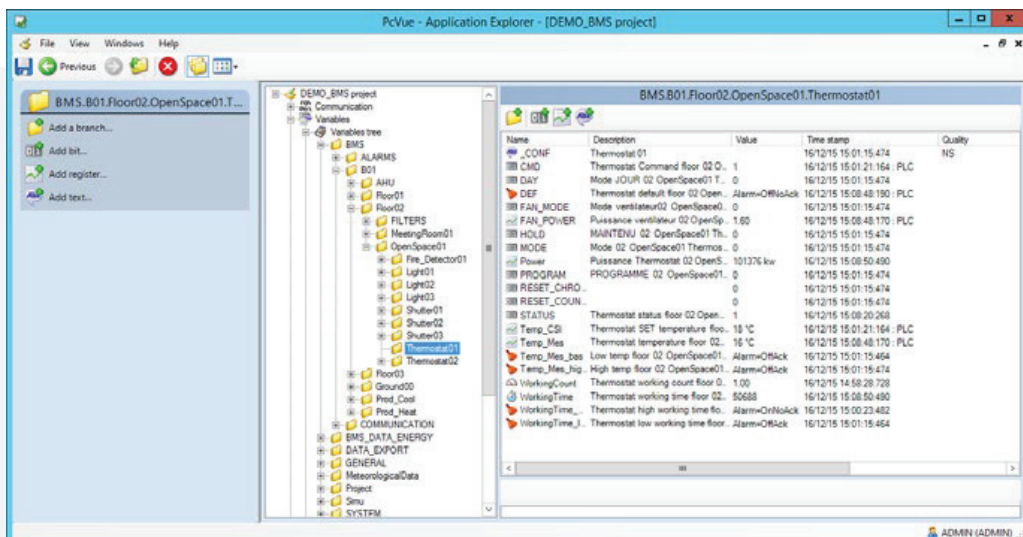 PcVue - Application Explorer - [DEMO_BMS project]
File View Windows Help
Previous
BMS.B01.Floor02.OpenSpace01.T...
Add a branch...
Add bit...
Add register...
Add text...
DEMO_BMS project
Communication
Variables
Variables tree
BMS
ALARMS
B01
AHU
Floor01
Floor02
FILTERS
MeetingRoom01
OpenSpace01
Fire_Detector01
Light01
Light02
Light03
Shutter01
Shutter02
Shutter03
Thermostat01
Thermostat02
Floor03
Ground00
Prod_Cool
Prod_Heat
COMMUNICATION
BMS_DATA_ENERGY
DATA_EXPORT
GENERAL
MeteorologicalData
Project
Simu
SYSTEM
BMS.B01.Floor02.OpenSpace01.Thermostat01
Name Description Value Time stamp Quality
_CONF Thermostat 01 16/12/15 15:01:15:474 NS
CMD Thermostat Command floor 02 O... 1 16/12/15 15:01:21:164 : PLC
DAY Mode JOUR 02 OpenSpace01 T... 0 16/12/15 15:01:15:474
DEF Thermostat default floor 02 Open... Alarm=OffNoAck 16/12/15 15:08:48:190 : PLC
FAN_MODE Mode ventilateur02 OpenSpace0... 0 16/12/15 15:01:15:474
FAN_POWER Puissance ventilateur 02 OpenSp... 1.60 16/12/15 15:08:48:170 : PLC
HOLD MAINTENU 02 OpenSpace01 Th... 0 16/12/15 15:01:15:474
MODE Mode 02 OpenSpace01 Thermos... 0 16/12/15 15:01:15:474
Power Puissance Thermostat 02 OpenS... 101376 kw 16/12/15 15:08:50:490
PROGRAM PROGRAMME 02 OpenSpace01... 0 16/12/15 15:01:15:474
RESET_CHRO... 0 16/12/15 15:01:15:474
RESET_COUN... 0 16/12/15 15:01:15:474
STATUS Thermostat status floor 02 Open... 1 16/12/15 15:08:20:268
Temp_CSI Thermostat SET temperature floo... 18 °C 16/12/15 15:01:21:164 : PLC
Temp_Mes Thermostat temperature floor 02... 16 °C 16/12/15 15:08:48:170 : PLC
Temp_Mes_bas Low temp floor 02 OpenSpace01... Alarm=OffAck 16/12/15 15:01:15:464
Temp_Mes_hig... High temp floor 02 OpenSpace01... Alarm=OffAck 16/12/15 15:01:15:474
WorkingCount Thermostat working count floor 0... 1.00 16/12/15 14:58:28:728
WorkingTime Thermostat working time floor 02... 50688 16/12/15 15:08:50:490
WorkingTime_... Thermostat high working time flo... Alarm=OnNoAck 16/12/15 15:00:23:482
WorkingTime_l... Thermostat low working time floor... Alarm=OffAck 16/12/15 15:01:15:464
ADMIN (ADMIN)